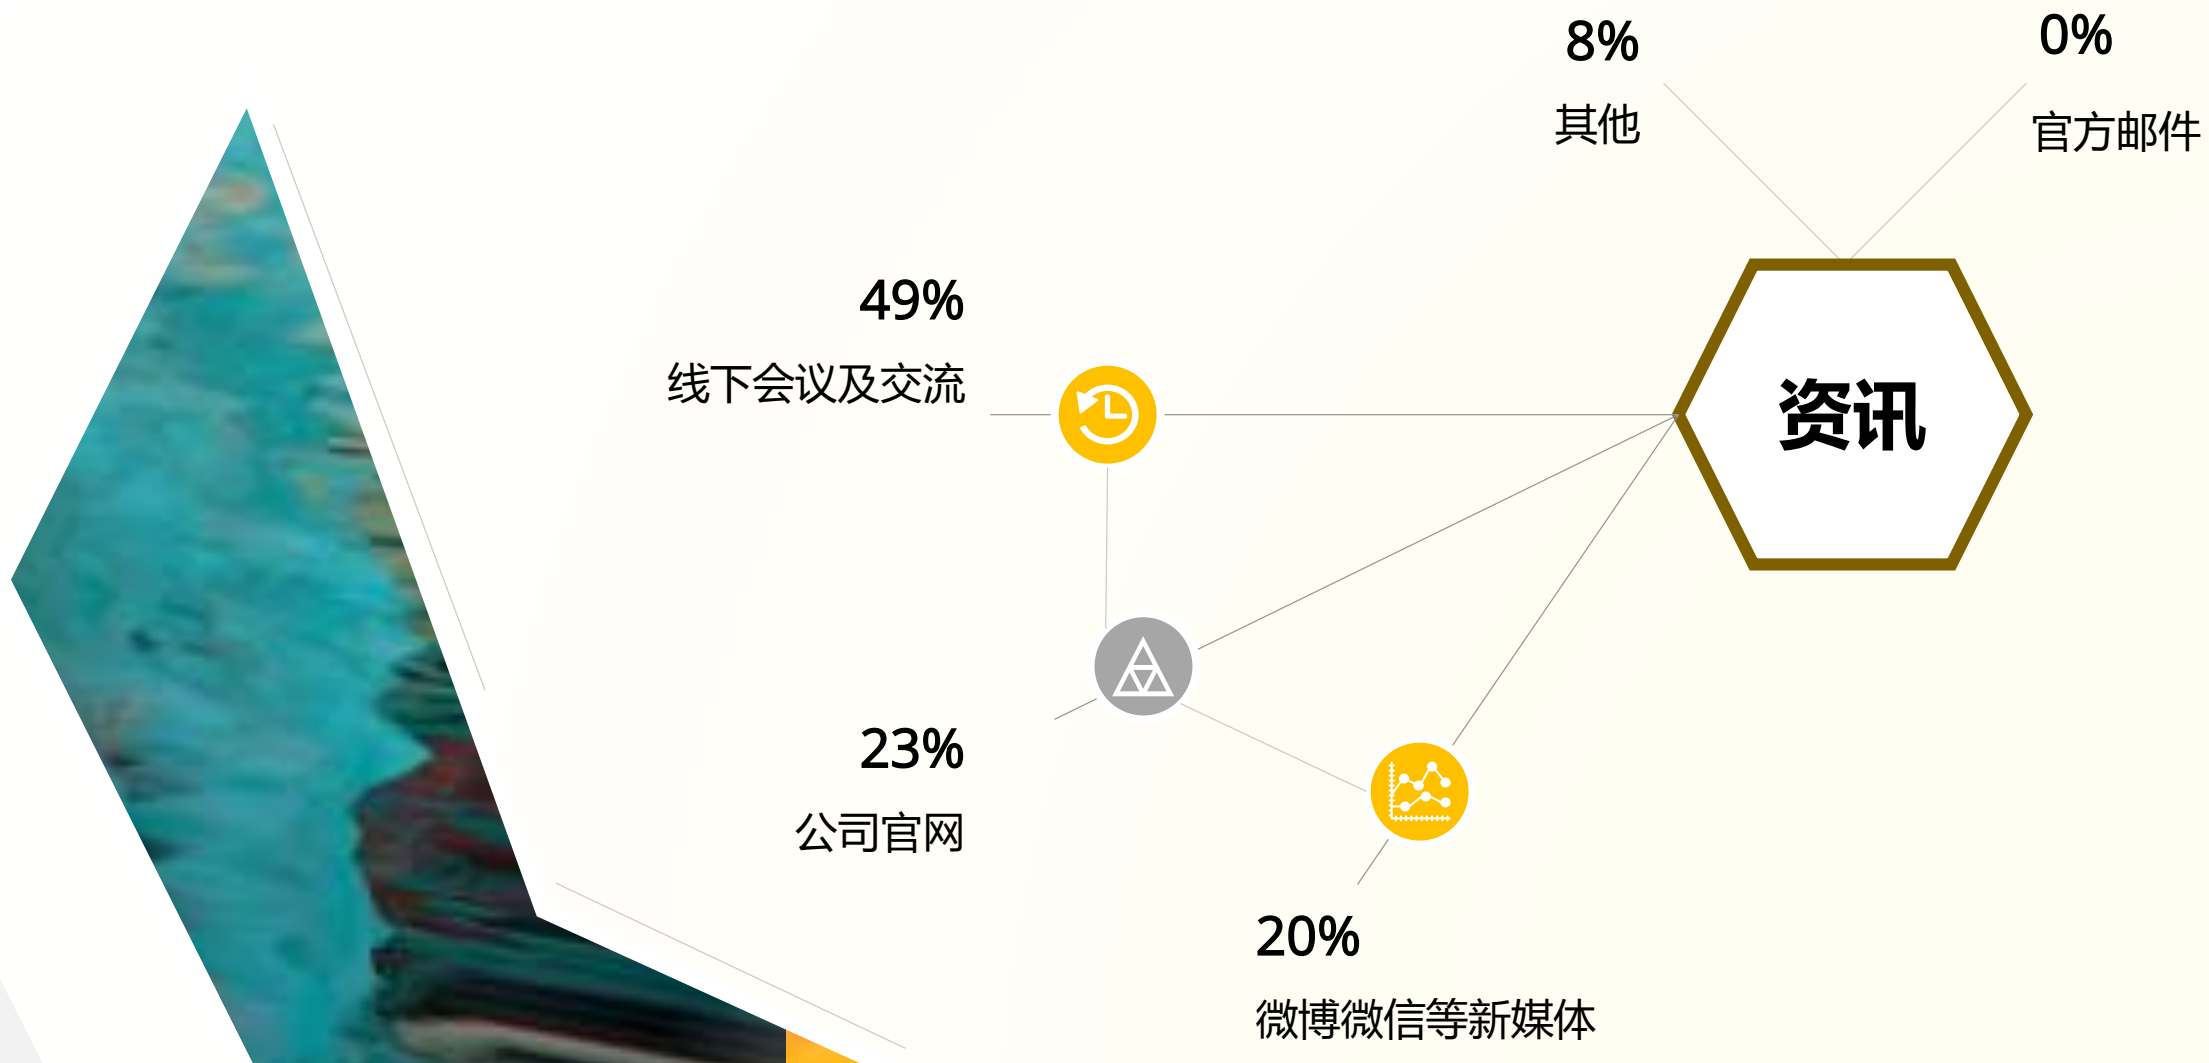 8%
其他
0%
官方邮件
49%
线下会议及交流
资讯
23%
公司官网
20%
微博微信等新媒体